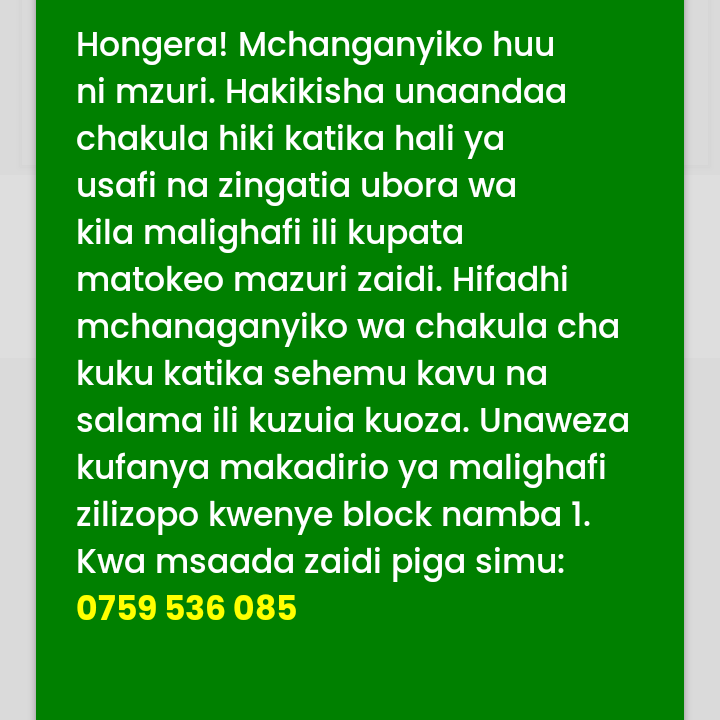 Hongera! Mchanganyiko huu
ni mzuri. Hakikisha unaandaa
chakula hiki katika hali ya
usafi na zingatia ubora wa
kila malighafi ili kupata
matokeo mazuri zaidi. Hifadhi
mchanaganyiko wa chakula cha
kuku katika sehemu kavu na
salama ili kuzuia kuoza. Unaweza
kufanya makadirio ya malighafi
zilizopo kwenye block namba 1.
Kwa msaada zaidi piga simu:
0759 536 085